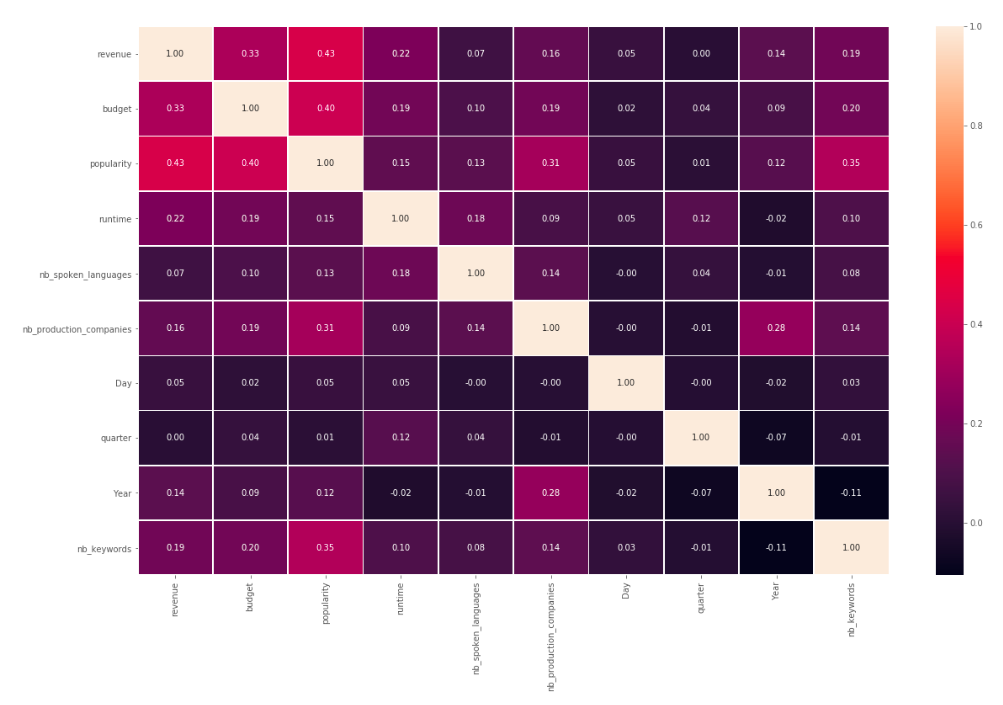 revenue 1.00 0.33 0.43 0.22 0.07 0.16 0.05 0.00 0.14 0.19
budget 0.33 1.00 0.40 0.19 0.10 0.19 0.02 0.04 0.09 0.20
popularity 0.43 0.40 1.00 0.15 0.13 0.31 0.05 0.01 0.12 0.35
runtime 0.22 0.19 0.15 1.00 0.18 0.09 0.05 0.12 -0.02 0.10
nb_spoken_languages 0.07 0.10 0.13 0.18 1.00 0.14 -0.00 0.04 -0.01 0.08
nb_production_companies 0.16 0.19 0.31 0.09 0.14 1.00 -0.00 -0.01 0.28 0.14
Day 0.05 0.02 0.05 0.05 -0.00 -0.00 1.00 -0.00 -0.02 0.03
quarter 0.00 0.04 0.01 0.12 0.04 -0.01 -0.00 1.00 -0.07 -0.01
Year 0.14 0.09 0.12 -0.02 -0.01 0.28 -0.02 -0.07 1.00 -0.11
nb_keywords 0.19 0.20 0.35 0.10 0.08 0.14 0.03 -0.01 -0.11 1.00
revenue
budget
popularity
runtime
nb_spoken_languages
nb_production_companies
Day
quarter
Year
nb_keywords
1.0
0.8
0.6
0.4
0.2
0.0